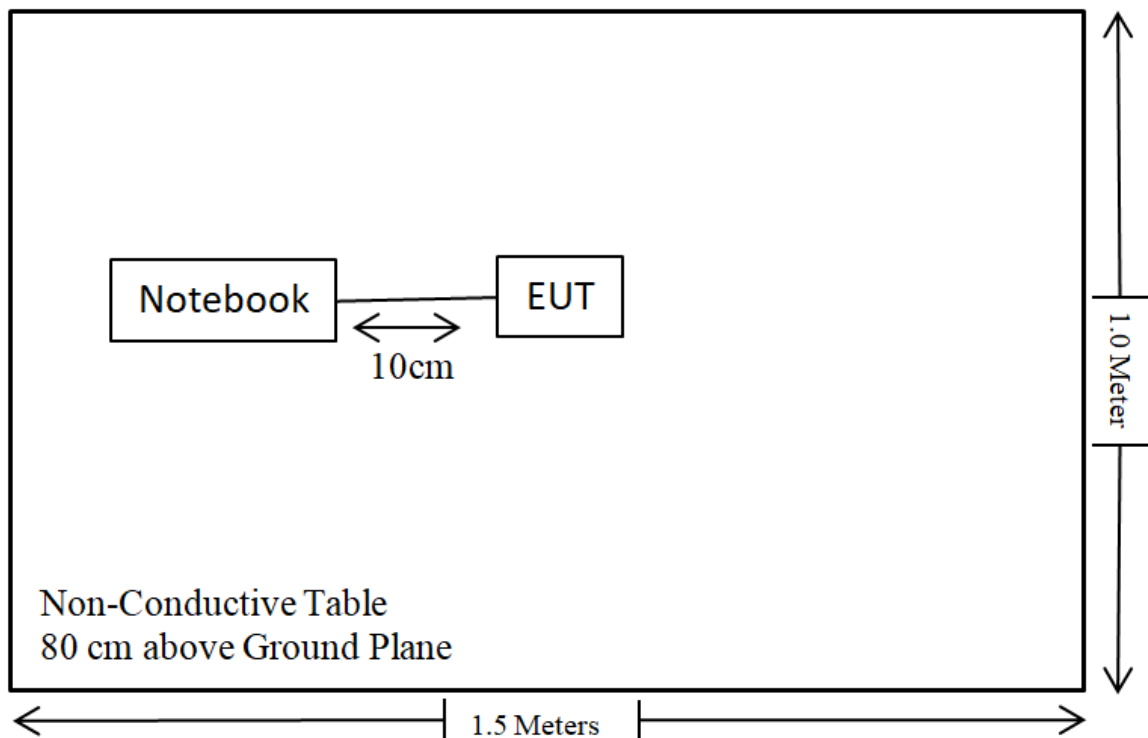 Notebook
EUT
10cm
1.0 Meter
Non-Conductive Table
80 cm above Ground Plane
1.5 Meters